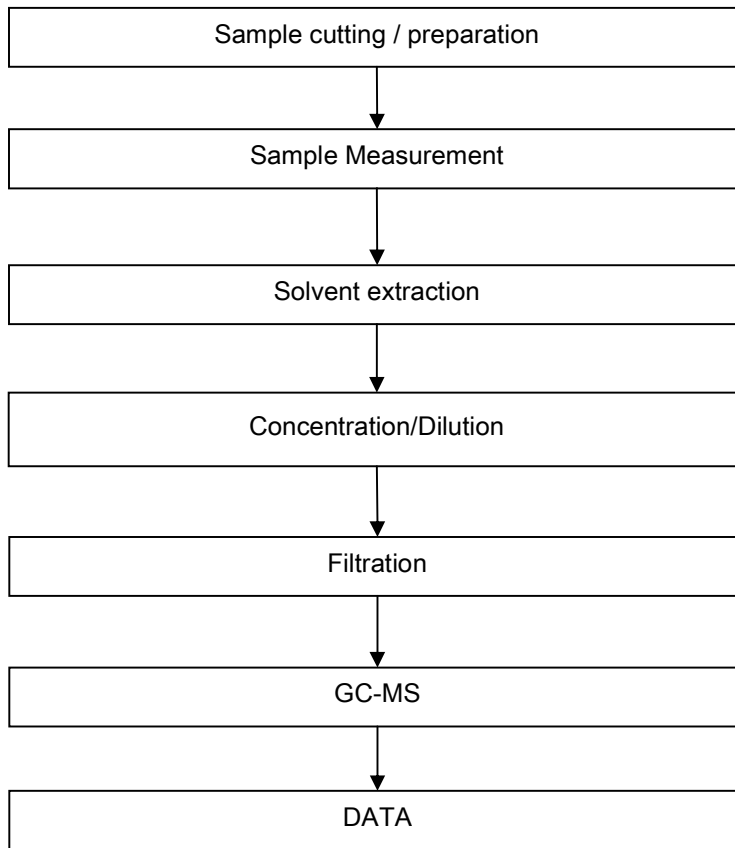 Sample cutting / preparation
Sample Measurement
Solvent extraction
Concentration/Dilution
Filtration
GC-MS
DATA